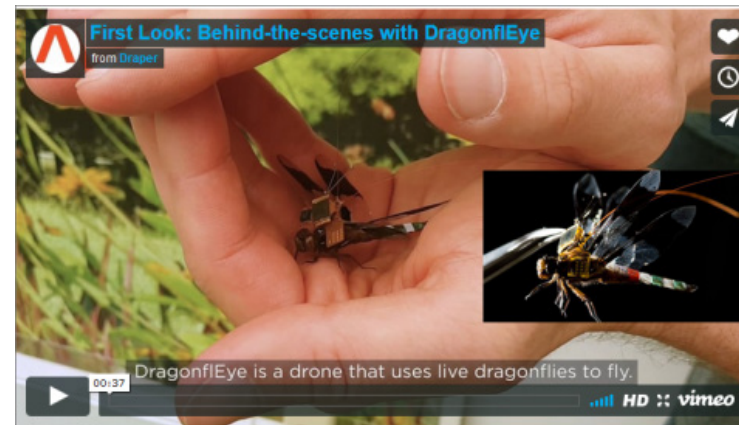 First Look: Behind-the-scenes with DragonflEye
from Draper
DragonflEye is a drone that uses live dragonflies to fly.
00:37
HD vimeo